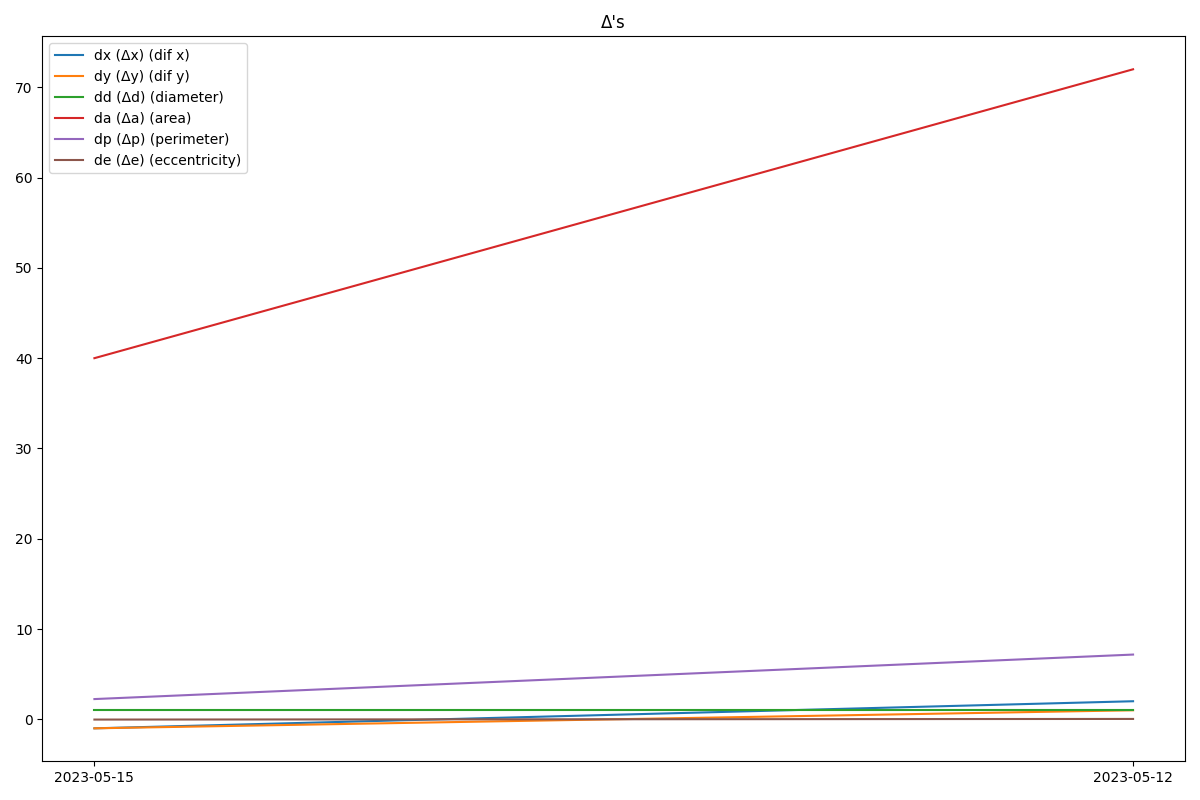 Δ's
dx (Δx) (dif x)
dy (Δy) (dif y)
dd (Δd) (diameter)
da (Δa) (area)
dp (Δp) (perimeter)
de (Δe) (eccentricity)
70
60
50
40
30
20
10
0
2023-05-15
2023-05-12